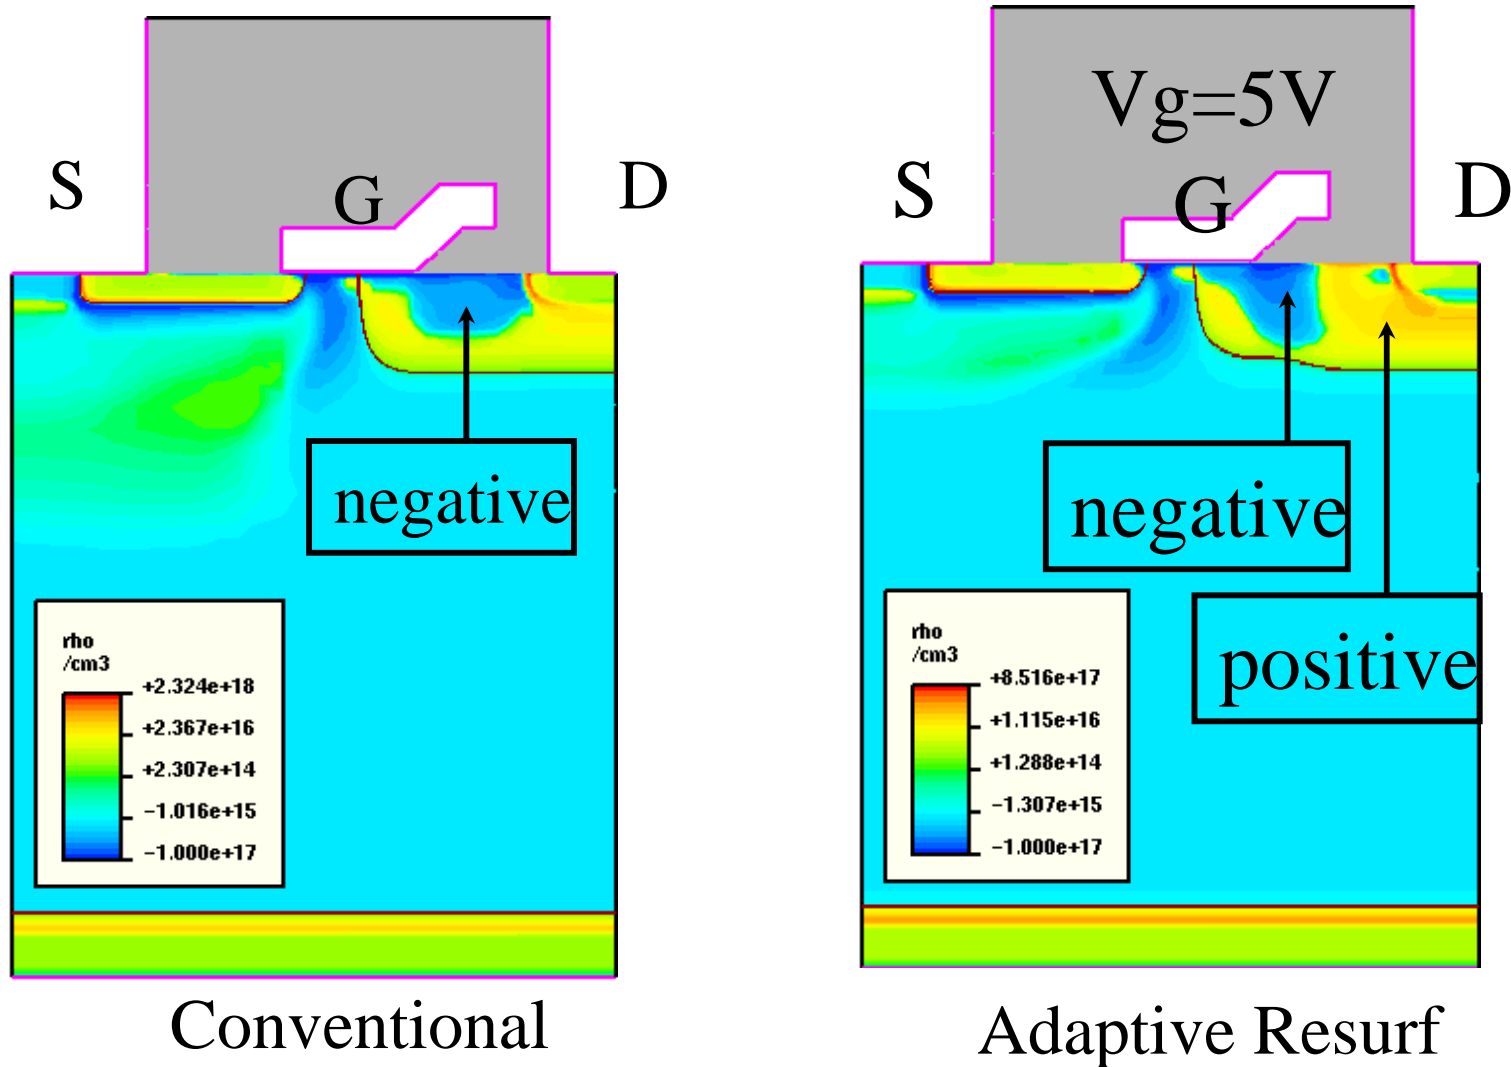 S
G
D
negative
rho
/cm3
+2.324e+18
+2.367e+16
+2.307e+14
−1.016e+15
−1.000e+17
Conventional
Vg=5V
S
G
D
negative
positive
rho
/cm3
+8.516e+17
+1.115e+16
+1.288e+14
−1.307e+15
−1.000e+17
Adaptive Resurf